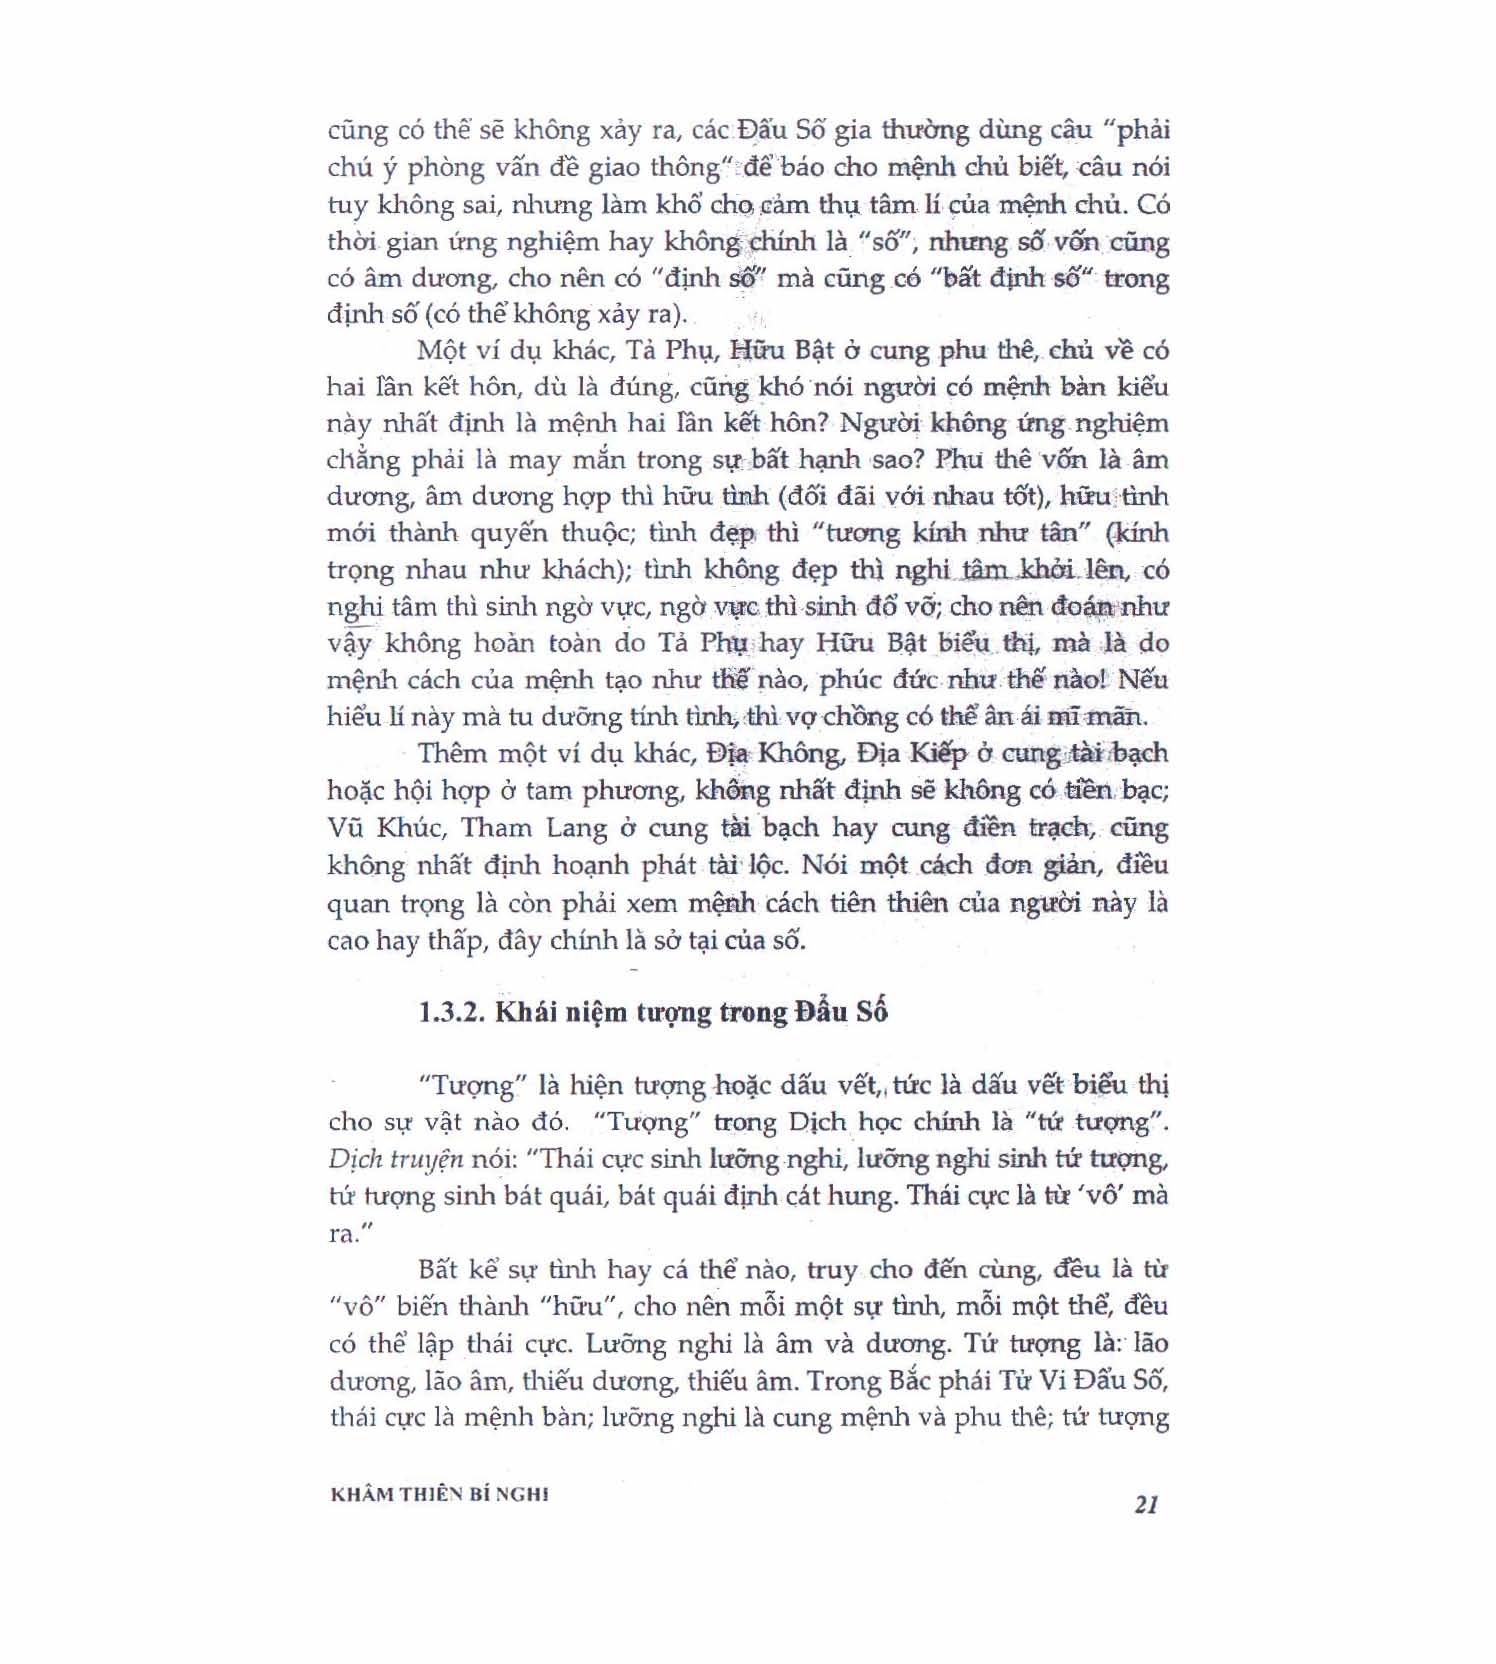 cũng có thể sẽ không xảy ra, các Đẩu Số gia thường dùng câu "phải
chú ý phòng vấn đề giao thông" để báo cho mệnh chủ biết, câu nói
tuy không sai, nhưng làm khổ cho cảm thụ tâm lí của mệnh chủ. Có
thời gian ứng nghiệm hay không chính là "số", nhưng số vốn cũng
có âm dương, cho nên có "định số" mà cũng có "bất định số" trong
định số (có thể không xảy ra).
Một ví dụ khác, Tả Phụ, Hữu Bật ở cung phu thê, chủ về có
hai lần kết hôn, dù là đúng, cũng khó nói người có mệnh bàn kiểu
này nhất định là mệnh hai lần kết hôn? Người không ứng nghiệm
chẳng phải là may mắn trong sự bất hạnh sao? Phu thê vốn là âm
dương, âm dương hợp thì hữu tình (đối đãi với nhau tốt), hữu tình
mới thành quyến thuộc; tình đẹp thì "tương kính như tân" (kính
trọng nhau như khách); tình không đẹp thì nghi tâm khởi lên, có
nghi tâm thì sinh ngờ vực, ngờ vực thì sinh đổ vỡ; cho nên đoán như
vậy không hoàn toàn do Tả Phụ hay Hữu Bật biểu thị, mà là do
mệnh cách của mệnh tạo như thế nào, phúc đức như thế nào! Nếu
hiểu lí này mà tu dưỡng tính tình, thì vợ chồng có thể ân ái mĩ mãn.
Thêm một ví dụ khác, Địa Không, Địa Kiếp ở cung tài bạch
hoặc hội hợp ở tam phương, không nhất định sẽ không có tiền bạc;
Vũ Khúc, Tham Lang ở cung tài bạch hay cung điền trạch, cũng
không nhất định hoạnh phát tài lộc. Nói một cách đơn giản, điều
quan trọng là còn phải xem mệnh cách tiên thiên của người này là
cao hay thấp, đây chính là sở tại của số.
1.3.2. Khái niệm tượng trong Đẩu Số
"Tượng" là hiện tượng hoặc dấu vết, tức là dấu vết biểu thị
cho sự vật nào đó. "Tượng" trong Dịch học chính là "tứ tượng".
Dịch truyện nói: "Thái cực sinh lưỡng nghi, lưỡng nghi sinh tứ tượng,
tứ tượng sinh bát quái, bát quái định cát hung. Thái cực là từ 'vô' mà
ra."
Bất kể sự tình hay cá thể nào, truy cho đến cùng, đều là từ
"vô" biến thành "hữu", cho nên mỗi một sự tình, mỗi một thể, đều
có thể lập thái cực. Lưỡng nghi là âm và dương. Tứ tượng là: lão
dương, lão âm, thiếu dương, thiếu âm. Trong Bắc phái Tử Vi Đẩu Số,
thái cực là mệnh bàn; lưỡng nghi là cung mệnh và phu thê; tứ tượng
KHÂM THIÊN BÍ NGHI
21